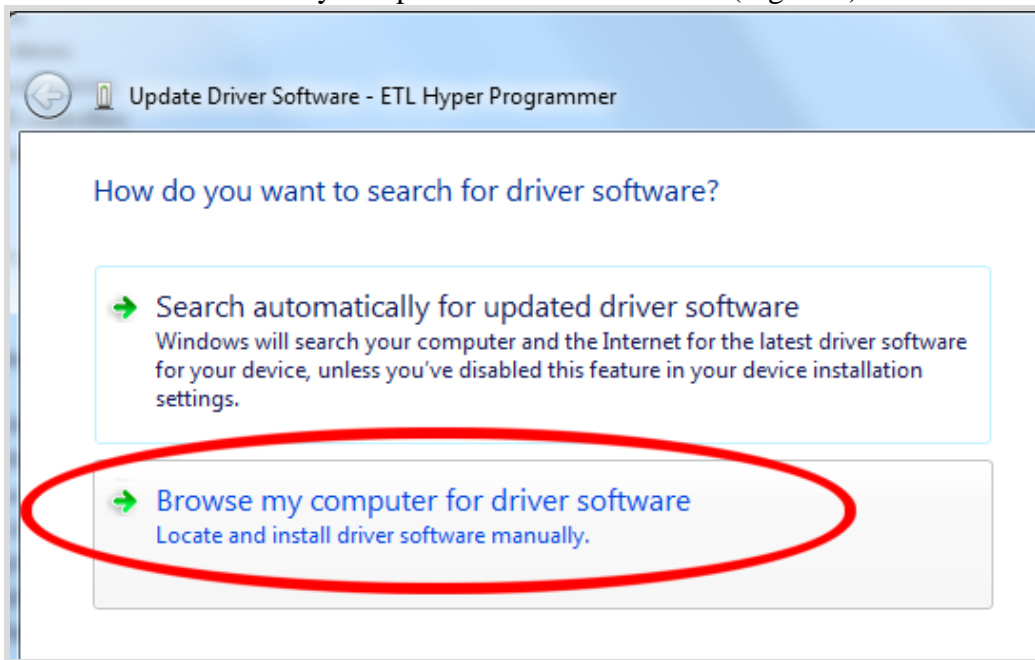 Update Driver Software - ETL Hyper Programmer
How do you want to search for driver software?
Search automatically for updated driver software
Windows will search your computer and the Internet for the latest driver software
for your device, unless you've disabled this feature in your device installation
settings.
Browse my computer for driver software
Locate and install driver software manually.